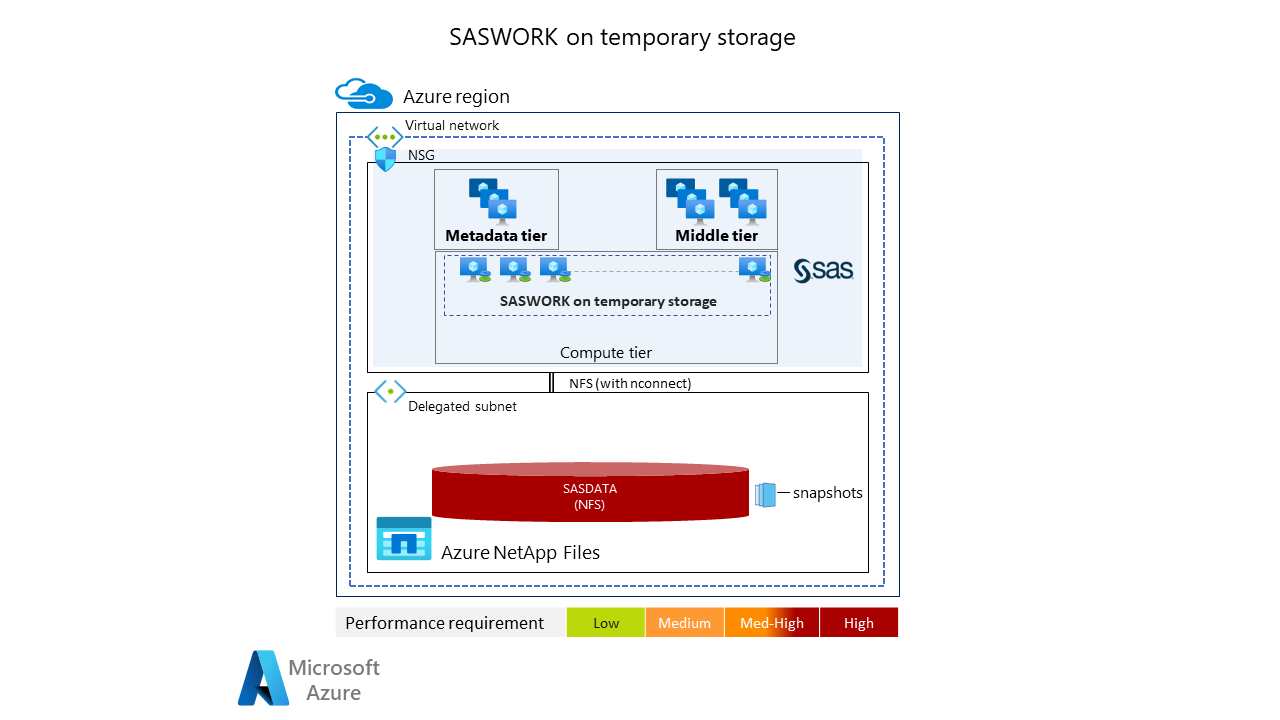 SASWORK on temporary storage
Azure region
Virtual network
NSG
Metadata tier
Middle tier
sas
SASWORK on temporary storage
Compute tier
NFS (with nconnect)
Delegated subnet
SASDATA
(NFS)
snapshots
Azure NetApp Files
Performance requirement
Low
Medium
Med-High
High
Microsoft
Azure